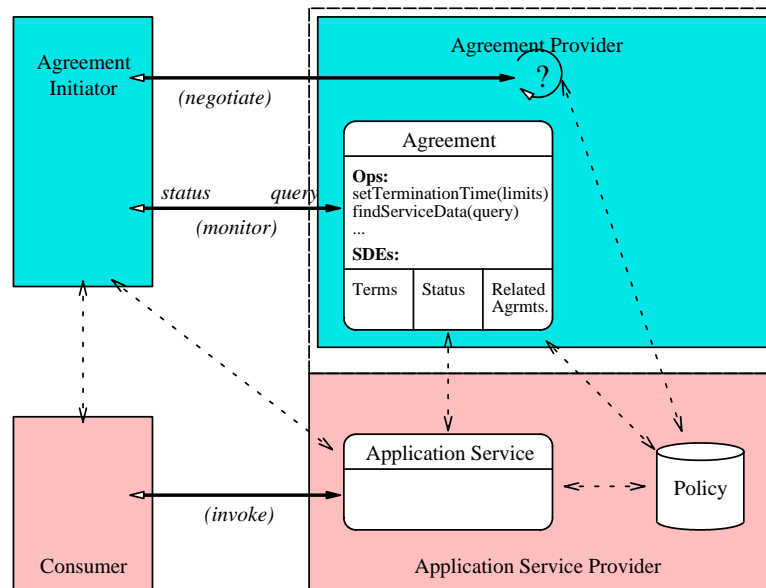 Agreement Provider
Agreement
Initiator
?
(negotiate)
Agreement
Ops:
status query
setTerminationTime(limits)
findServiceData(query)
(monitor)
...
SDEs:
Terms
Status
Related
Agrmts.
Application Service
Policy
(invoke)
Consumer
Application Service Provider